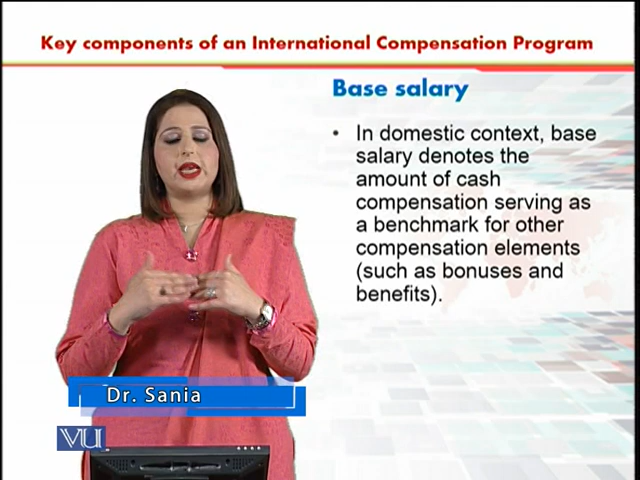 Key components of an International Compensation Program
Base salary
• In domestic context, base
salary denotes the
amount of cash
compensation serving as
a benchmark for other
compensation elements
(such as bonuses and
benefits).
Dr. Sania
VU